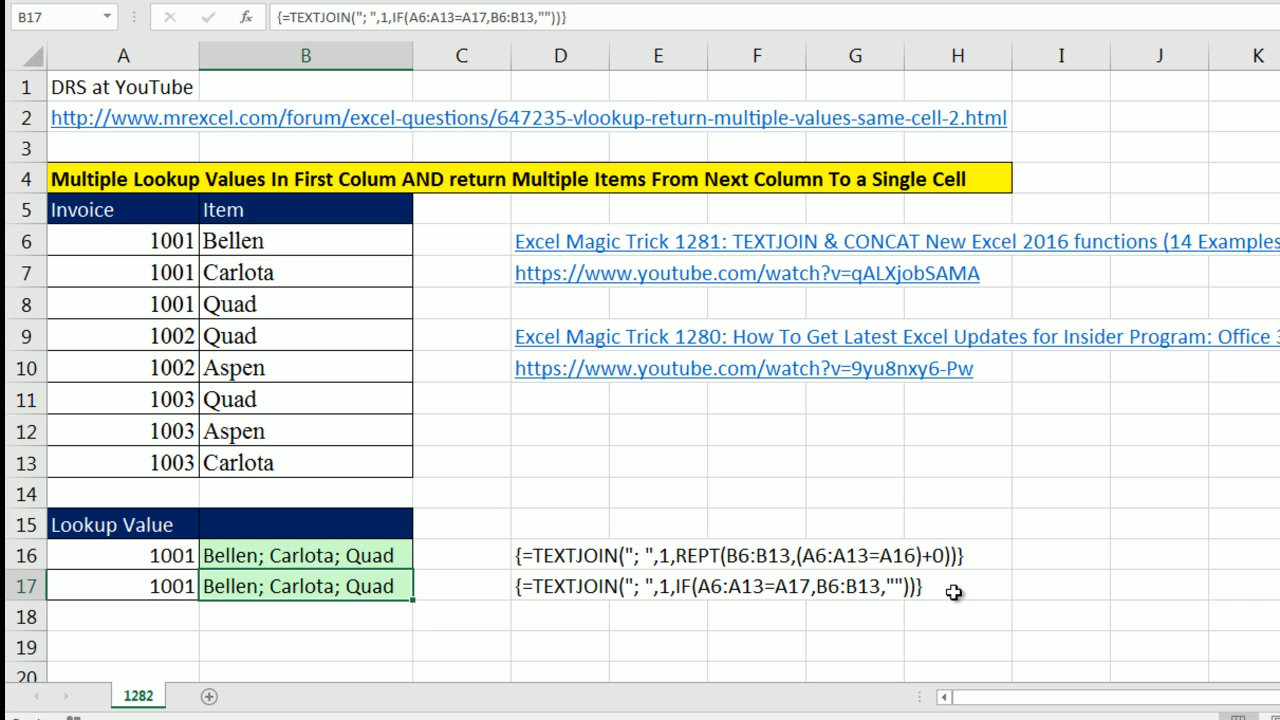 B17 fx {=TEXTJOIN("; ",1,IF(A6:A13=A17,B6:B13,""))}
A B C D E F G H I J K
1 DRS at YouTube
2 http://www.mrexcel.com/forum/excel-questions/647235-vlookup-return-multiple-values-same-cell-2.html
3
4 Multiple Lookup Values In First Colum AND return Multiple Items From Next Column To a Single Cell
5 Invoice Item
6 1001 Bellen Excel Magic Trick 1281: TEXTJOIN & CONCAT New Excel 2016 functions (14 Examples
7 1001 Carlota https://www.youtube.com/watch?v=qALXjobSAMA
8 1001 Quad
9 1002 Quad Excel Magic Trick 1280: How To Get Latest Excel Updates for Insider Program: Office
10 1002 Aspen https://www.youtube.com/watch?v=9yu8nxy6-Pw
11 1003 Quad
12 1003 Aspen
13 1003 Carlota
14
15 Lookup Value
16 1001 Bellen; Carlota; Quad {=TEXTJOIN("; ",1,REPT(B6:B13,(A6:A13=A16)+0))}
17 1001 Bellen; Carlota; Quad {=TEXTJOIN("; ",1,IF(A6:A13=A17,B6:B13,""))}
18
19
20
1282